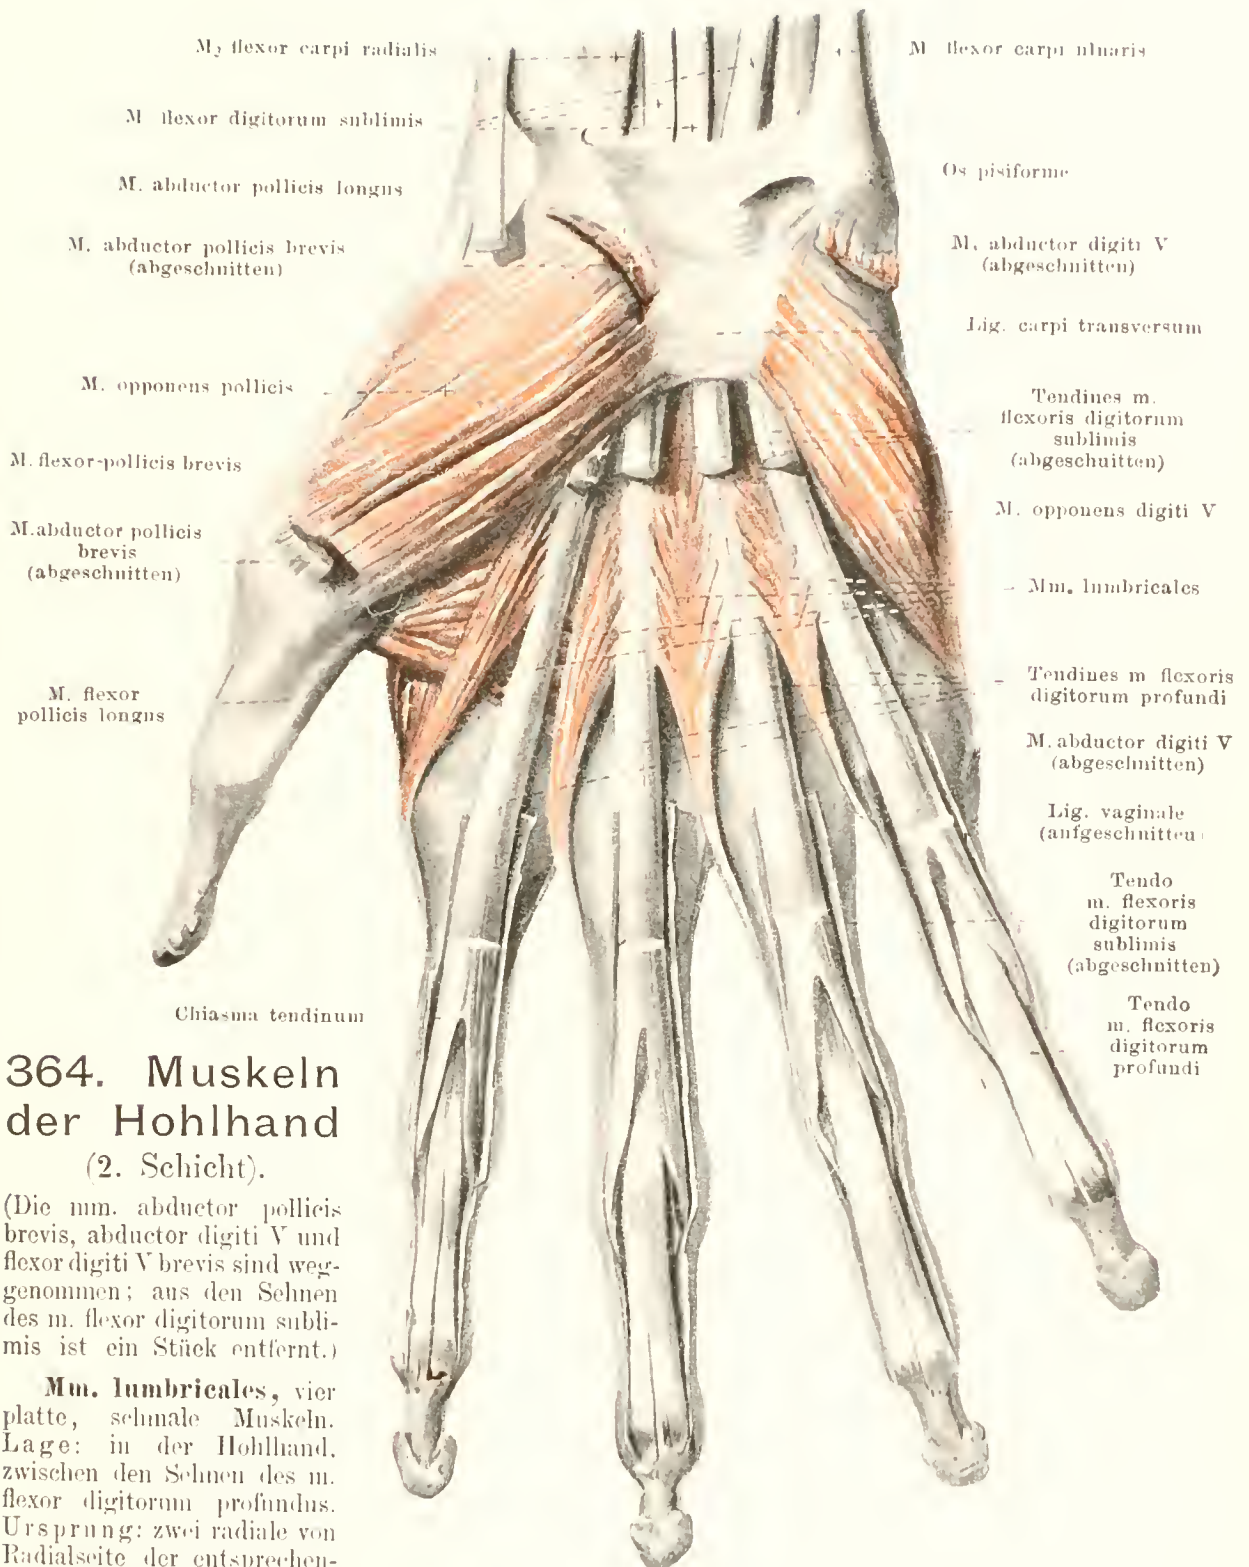 M. flexor carpi radialis
M flexor digitorum sublimis
M. abductor pollicis longus
M. abductor pollicis brevis
(abgeschnitten)
M. opponens pollicis
M. flexor-pollicis brevis
M. abductor pollicis
brevis
(abgeschnitten)
M. flexor
pollicis longus
Chiasma tendinum
M flexor carpi ulnaris
Os pisiforme
M. abductor digiti V
(abgeschnitten)
Lig. carpi transversum
Tendines m.
flexoris digitorum
sublimis
(abgeschnitten)
M. opponens digiti V
Mm. lumbricales
Tendines m flexoris
digitorum profundi
M. abductor digiti V
(abgeschnitten)
Lig. vaginale
(aufgeschnitten)
Tendo
m. flexoris
digitorum
sublimis
(abgeschnitten)
Tendo
m. flexoris
digitorum
profundi
364. Muskeln
der Hohlhand
(2. Schicht).
(Die mm. abductor pollicis
brevis, abductor digiti V und
flexor digiti V brevis sind weg-
genommen; aus den Sehnen
des m. flexor digitorum subli-
mis ist ein Stück entfernt.)
Mm. lumbricales, vier
platte, schmale Muskeln.
Lage: in der Hohlhand,
zwischen den Sehnen des m.
flexor digitorum profundus.
Ursprung: zwei radiale von
Radialseite der entsprechen-